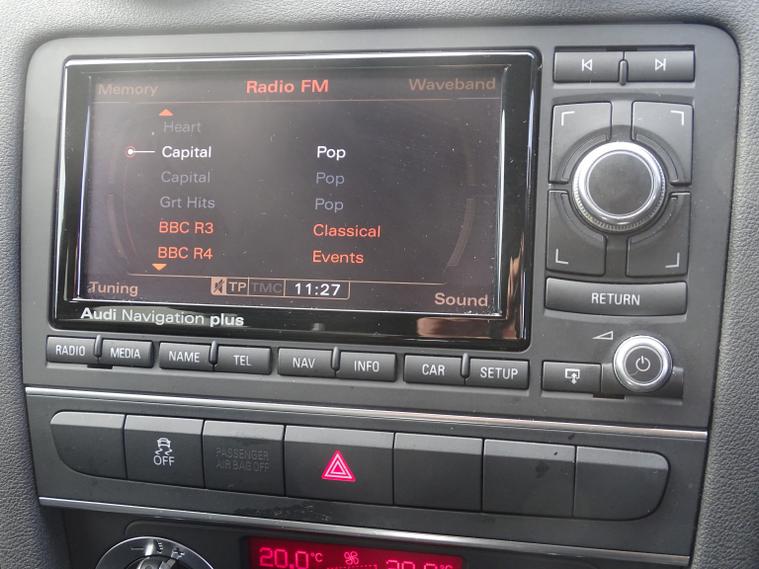 Memory Radio FM Waveband
Heart
Capital Pop
Capital Pop
Grt Hits Pop
BBC R3 Classical
BBC R4 Events
Tuning TP TMC 11:27 Sound
Audi Navigation plus
RETURN
RADIO MEDIA NAME TEL NAV INFO CAR SETUP
OFF
PASSENGER
AIR BAG OFF
20.0°C